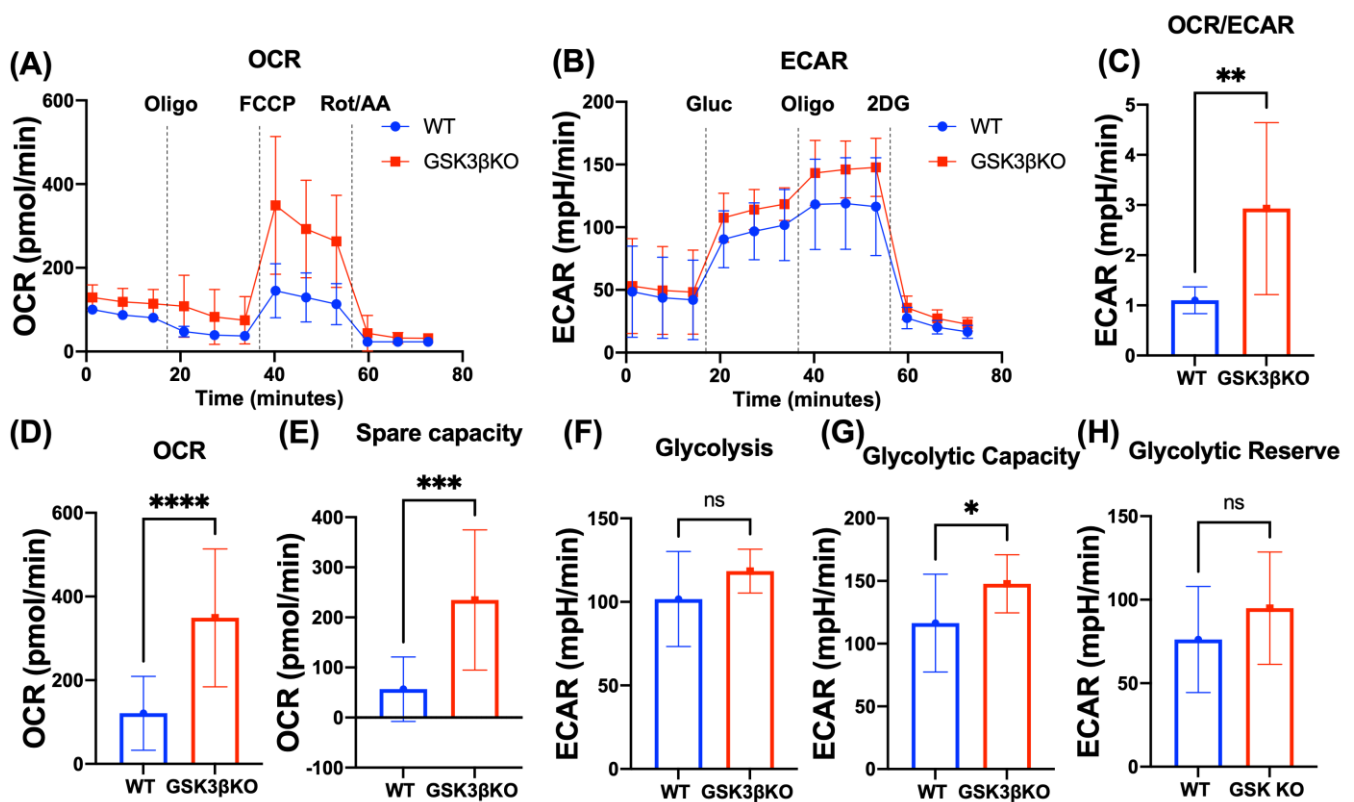 (A)
OCR
OCR (pmol/min)
600
400
200
0
Oligo
FCCP
Rot/AA
WT
GSK3βKO
0
20
40
60
80
Time (minutes)
(B)
ECAR
ECAR (mpH/min)
200
150
100
50
0
Gluc
Oligo
2DG
WT
GSK3βKO
0
20
40
60
80
Time (minutes)
(C)
OCR/ECAR
ECAR (mpH/min)
5
4
3
2
1
0
**
WT
GSK3βKO
(D)
OCR
OCR (pmol/min)
600
400
200
0
****
WT
GSK3βKO
(E)
Spare capacity
OCR (pmol/min)
400
300
200
100
0
-100
***
WT
GSK3βKO
(F)
Glycolysis
ECAR (mpH/min)
150
100
50
0
ns
WT
GSK3βKO
(G)
Glycolytic Capacity
ECAR (mpH/min)
200
150
100
50
0
*
WT
GSK3βKO
(H)
Glycolytic Reserve
ECAR (mpH/min)
150
100
50
0
ns
WT
GSK KO